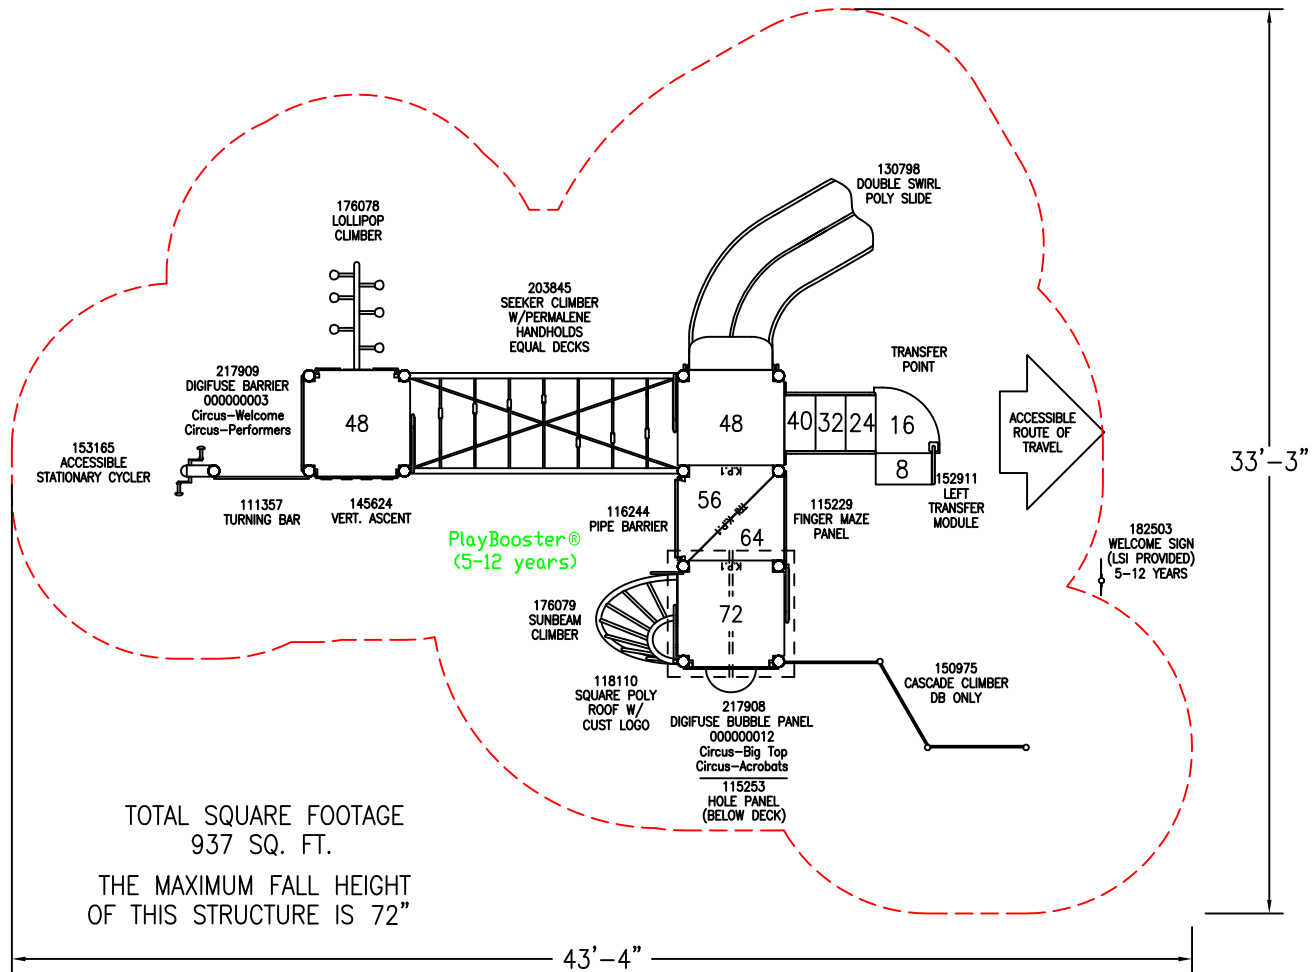 130798
DOUBLE SWIRL
POLY SLIDE
176078
LOLLIPOP
CLIMBER
203845
SEEKER CLIMBER
W/PERMALENE
HANDHOLDS
EQUAL DECKS
TRANSFER
POINT
217909
DIGIFUSE BARRIER
000000003
Circus-Welcome
Circus-Performers
48
48
40
32
24
16
8
ACCESSIBLE
ROUTE OF
TRAVEL
33'-3"
153165
ACCESSIBLE
STATIONARY CYCLER
111357
TURNING BAR
145624
VERT. ASCENT
116244
PIPE BARRIER
K.P.1
56
TRI-K.P.1
64
K.P.1
115229
FINGER MAZE
PANEL
152911
LEFT
TRANSFER
MODULE
182503
WELCOME SIGN
(LSI PROVIDED)
5-12 YEARS
PlayBooster®
(5-12 years)
176079
SUNBEAM
CLIMBER
72
118110
SQUARE POLY
ROOF W/
CUST LOGO
150975
CASCADE CLIMBER
DB ONLY
217908
DIGIFUSE BUBBLE PANEL
000000012
Circus-Big Top
Circus-Acrobats
115253
HOLE PANEL
(BELOW DECK)
TOTAL SQUARE FOOTAGE
937 SQ. FT.
THE MAXIMUM FALL HEIGHT
OF THIS STRUCTURE IS 72"
43'-4"